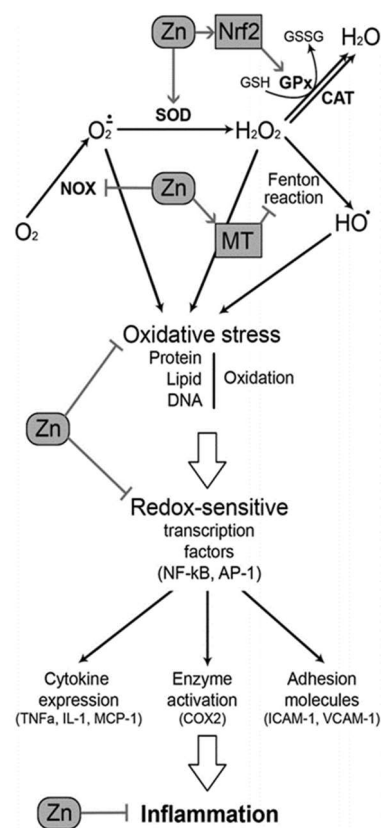 Zn Nrf2 GSSG H₂O
GSH GPx
SOD CAT
O₂•̲ H₂O₂
NOX Zn Fenton
reaction
O₂ MT HO•
Oxidative stress
Protein
Lipid Oxidation
DNA
Zn
Redox-sensitive
transcription
factors
(NF-kB, AP-1)
Cytokine Enzyme Adhesion
expression activation molecules
(TNFa, IL-1, MCP-1) (COX2) (ICAM-1, VCAM-1)
Zn Inflammation